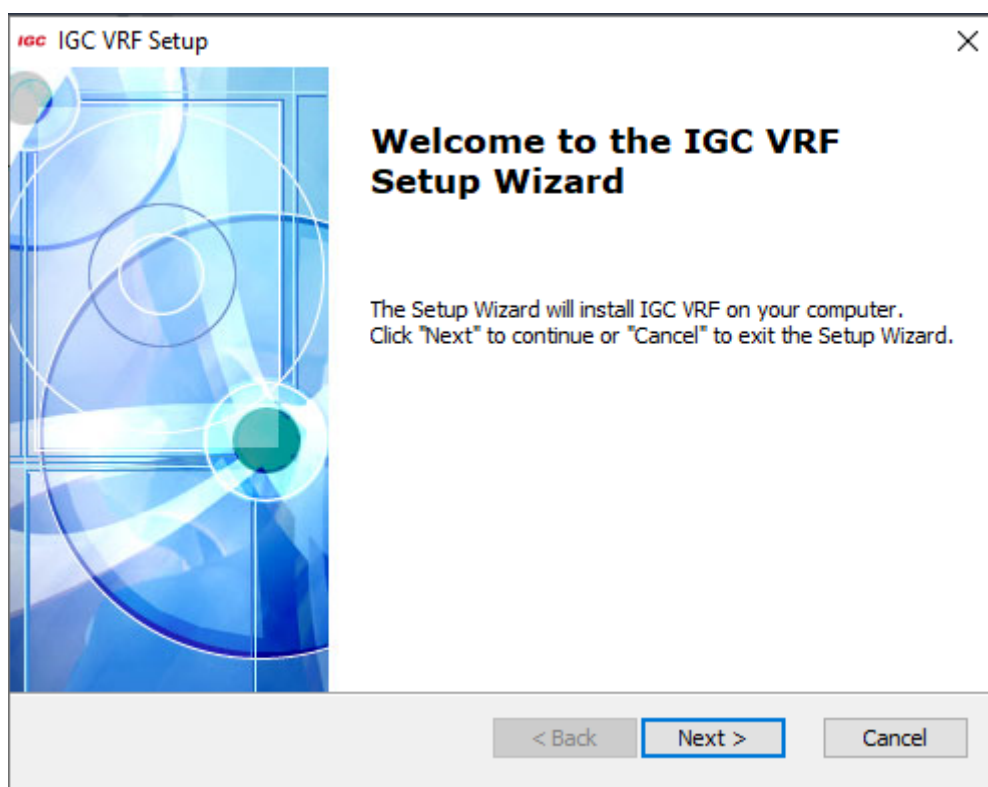 IGC IGC VRF Setup
Welcome to the IGC VRF
Setup Wizard
The Setup Wizard will install IGC VRF on your computer.
Click "Next" to continue or "Cancel" to exit the Setup Wizard.
< Back Next > Cancel